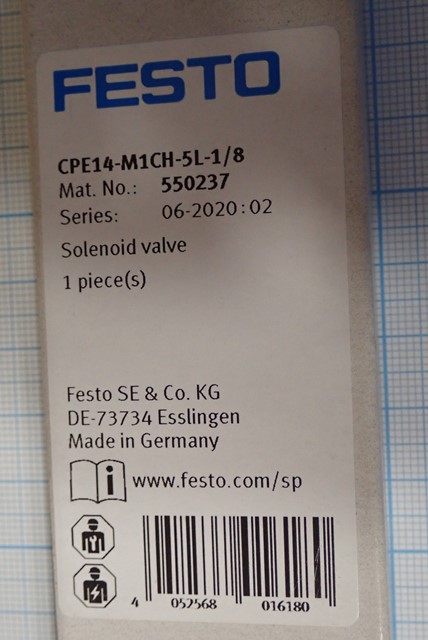 FESTO
CPE14-M1CH-5L-1/8
Mat. No.: 550237
Series: 06-2020:02
Solenoid valve
1 piece(s)
Festo SE & Co. KG
DE-73734 Esslingen
Made in Germany
i www.festo.com/sp
4 052568 016180